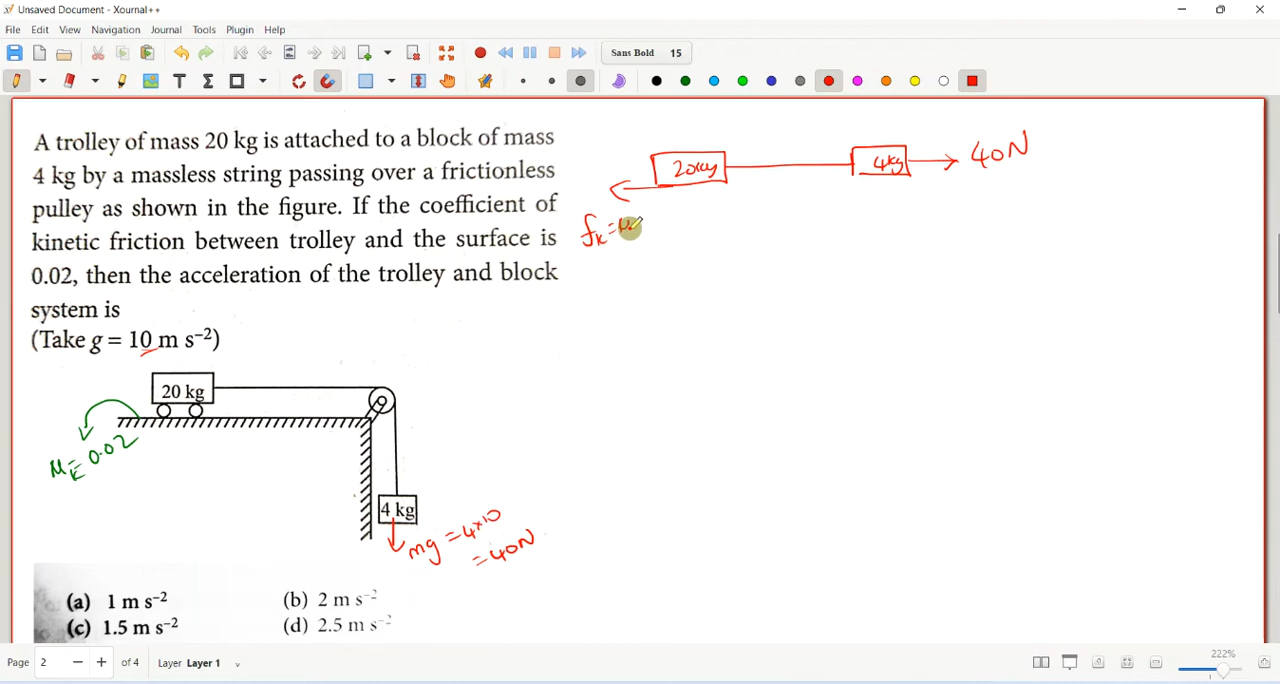 Unsaved Document - Xournal++
File Edit View Navigation Journal Tools Plugin Help
Sans Bold 15
A trolley of mass 20 kg is attached to a block of mass
4 kg by a massless string passing over a frictionless
pulley as shown in the figure. If the coefficient of
kinetic friction between trolley and the surface is
0.02, then the acceleration of the trolley and block
system is
(Take g = 10 m s⁻²)
20kg
4kg
40N
fₖ=μ
20 kg
μₖ=0.02
4 kg
mg = 4×10
= 40N
(a) 1 m s⁻²
(b) 2 m s⁻²
(c) 1.5 m s⁻²
(d) 2.5 m s⁻²
Page 2 of 4 Layer Layer 1
222%